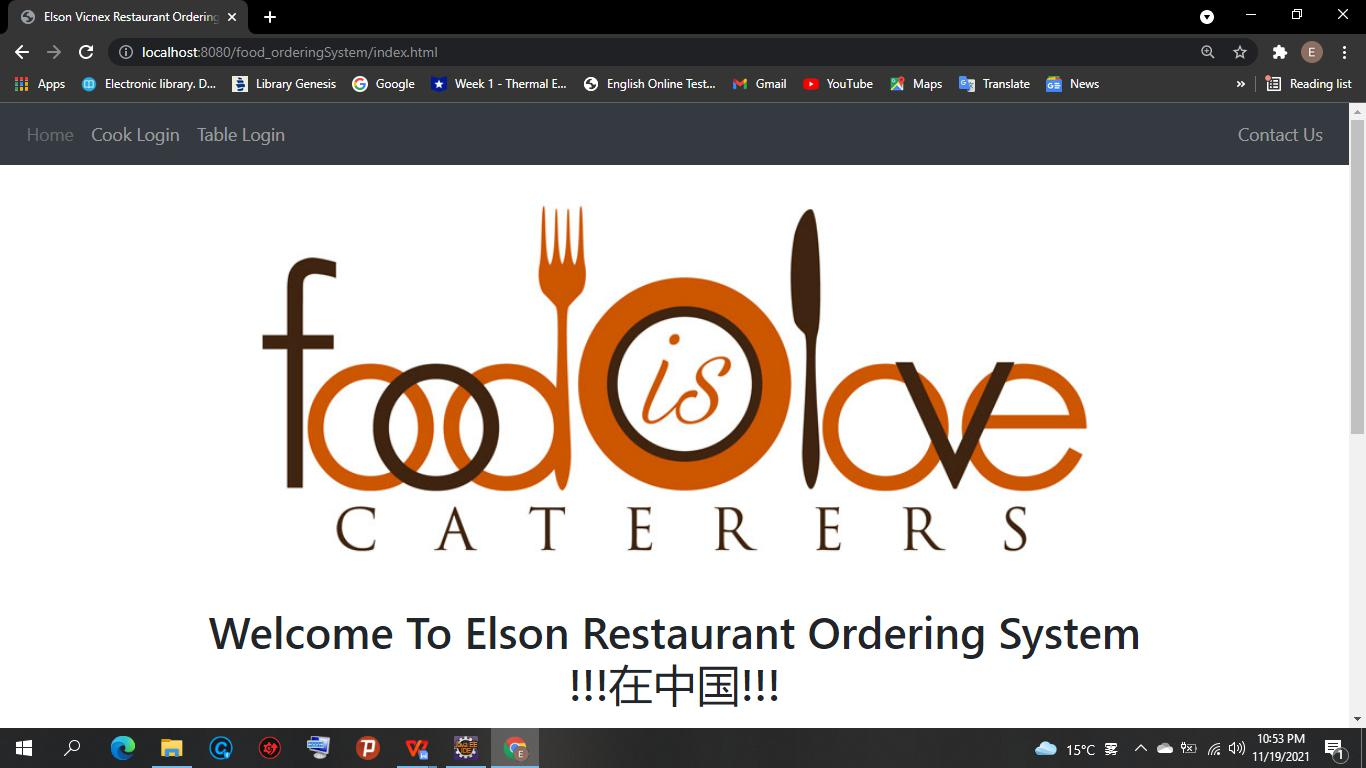 Elson Vicnex Restaurant Ordering
localhost:8080/food_orderingSystem/index.html
E
Apps Electronic library. D... Library Genesis Google Week 1 - Thermal E... English Online Test... Gmail YouTube Maps Translate News » Reading list
Home Cook Login Table Login Contact Us
food is love
CATERERS
Welcome To Elson Restaurant Ordering System
!!!在中国!!!
15°C 雾
10:53 PM
11/19/2021
1